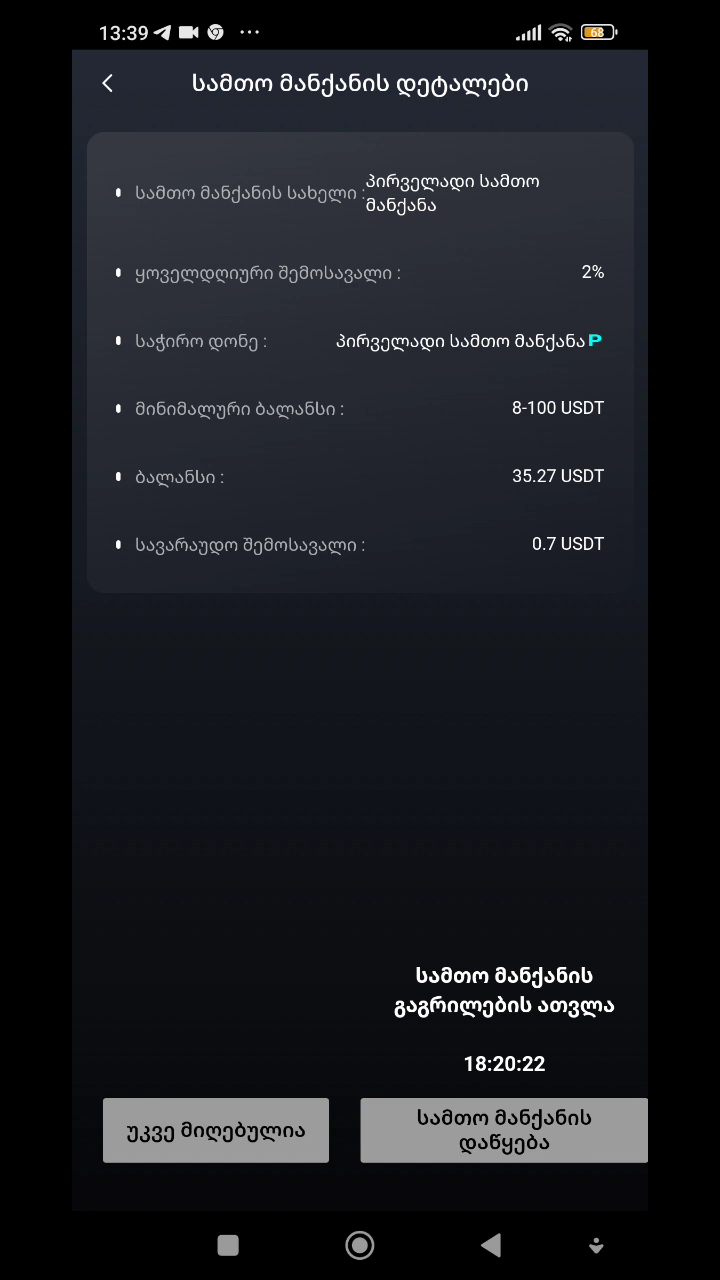 13:39
68
სამთო მანქანის დეტალები
სამთო მანქანის სახელი : პირველადი სამთო
მანქანა
ყოველდღიური შემოსავალი : 2%
საჭირო დონე : პირველადი სამთო მანქანა P
მინიმალური ბალანსი : 8-100 USDT
ბალანსი : 35.27 USDT
სავარაუდო შემოსავალი : 0.7 USDT
სამთო მანქანის
გაგრილების ათვლა
18:20:22
უკვე მიღებულია
სამთო მანქანის
დაწყება